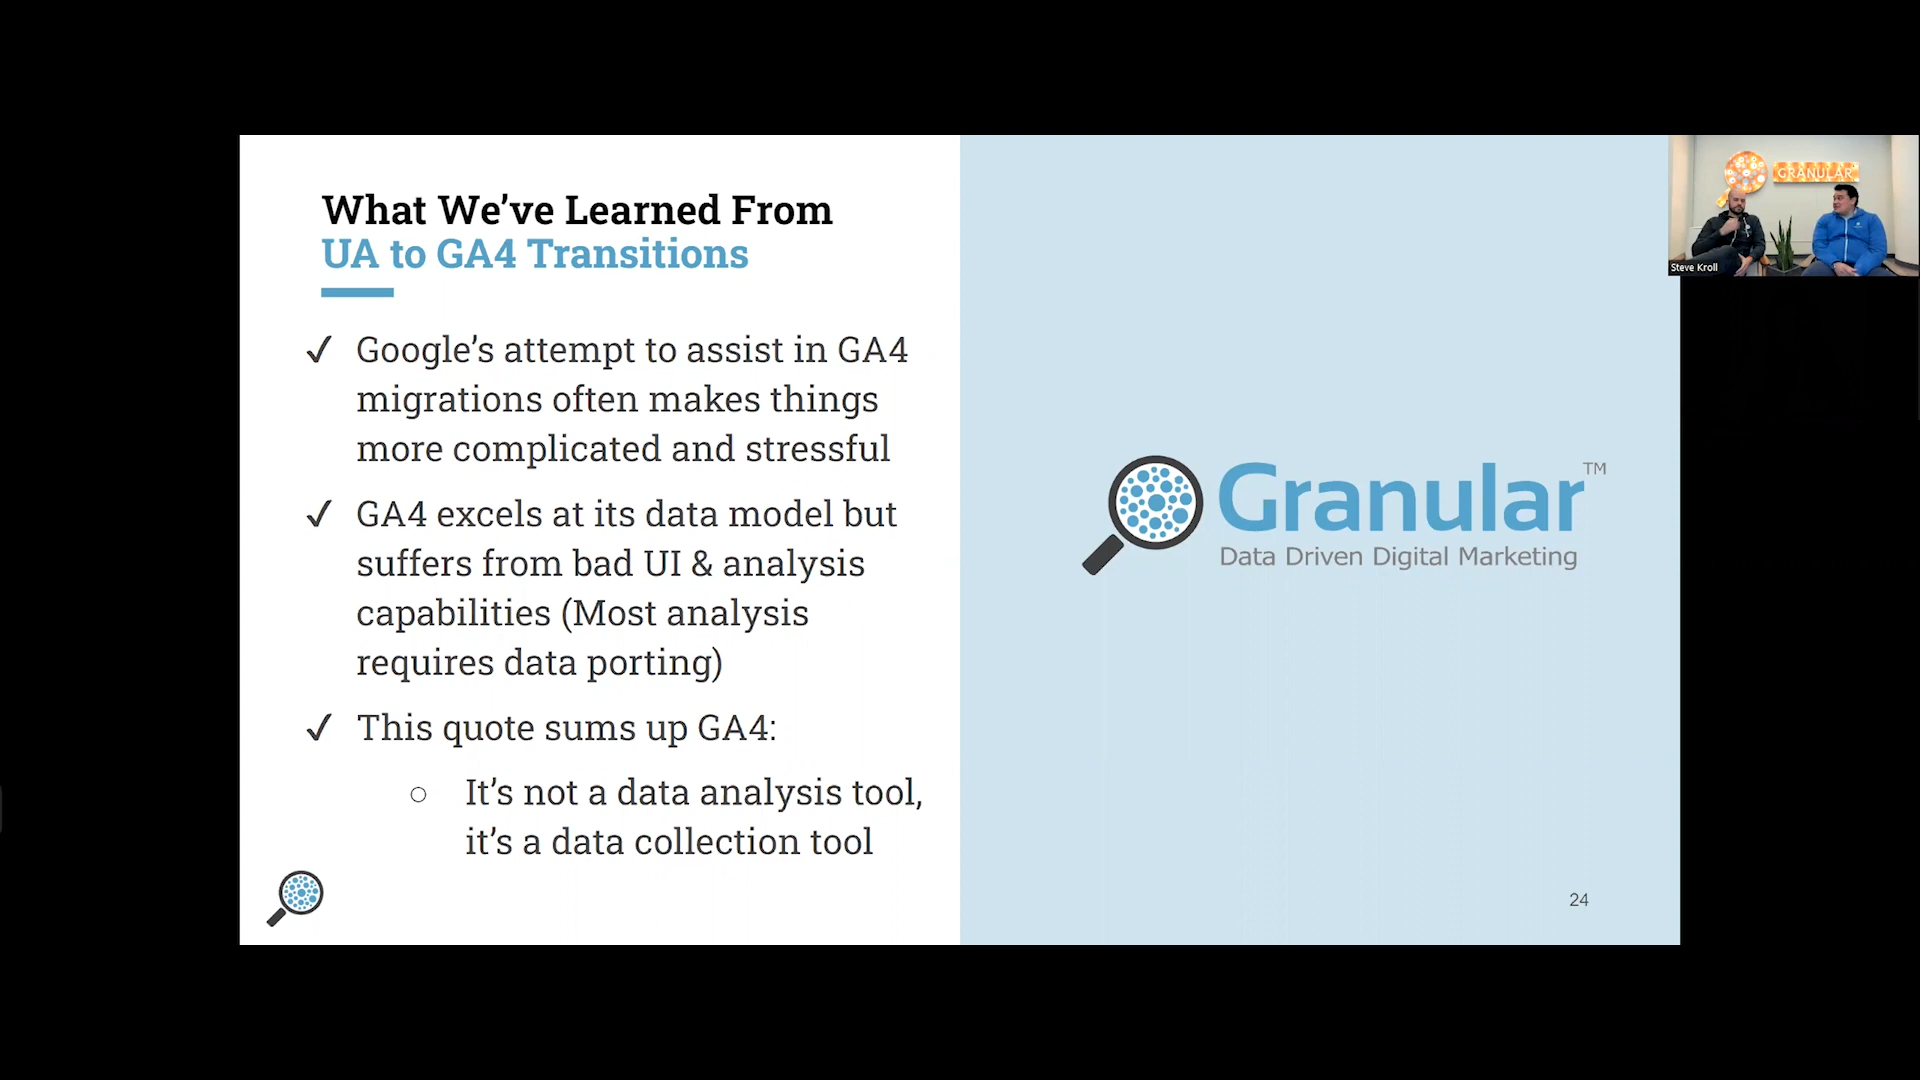 What We’ve Learned From
UA to GA4 Transitions
✓ Google’s attempt to assist in GA4
migrations often makes things
more complicated and stressful
✓ GA4 excels at its data model but
suffers from bad UI & analysis
capabilities (Most analysis
requires data porting)
✓ This quote sums up GA4:
○ It’s not a data analysis tool,
it’s a data collection tool
Granular™
Data Driven Digital Marketing
24
GRANULAR
Steve Kroll